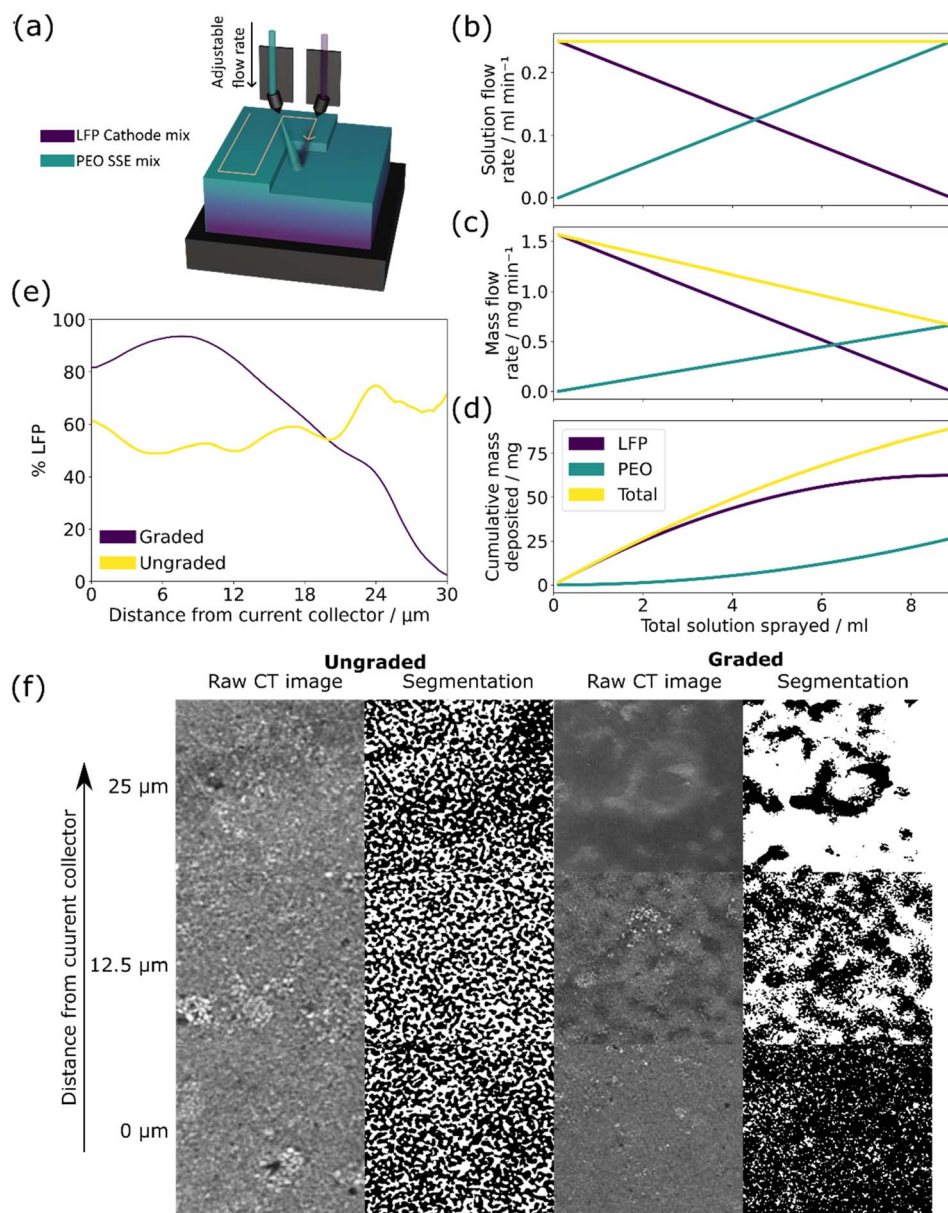 (a)
Adjustable
flow rate
LFP Cathode mix
PEO SSE mix
(b)
Solution flow
rate / ml min⁻¹
0.2
0.1
0.0
(c)
Mass flow
rate / mg min⁻¹
1.5
1.0
0.5
0.0
(d)
Cumulative mass
deposited / mg
75
50
25
0
LFP
PEO
Total
0
2
4
6
8
Total solution sprayed / ml
(e)
% LFP
100
80
60
40
20
0
Graded
Ungraded
0
6
12
18
24
30
Distance from current collector / μm
(f)
Ungraded
Graded
Raw CT image
Segmentation
Raw CT image
Segmentation
Distance from cuurent collector
25 μm
12.5 μm
0 μm